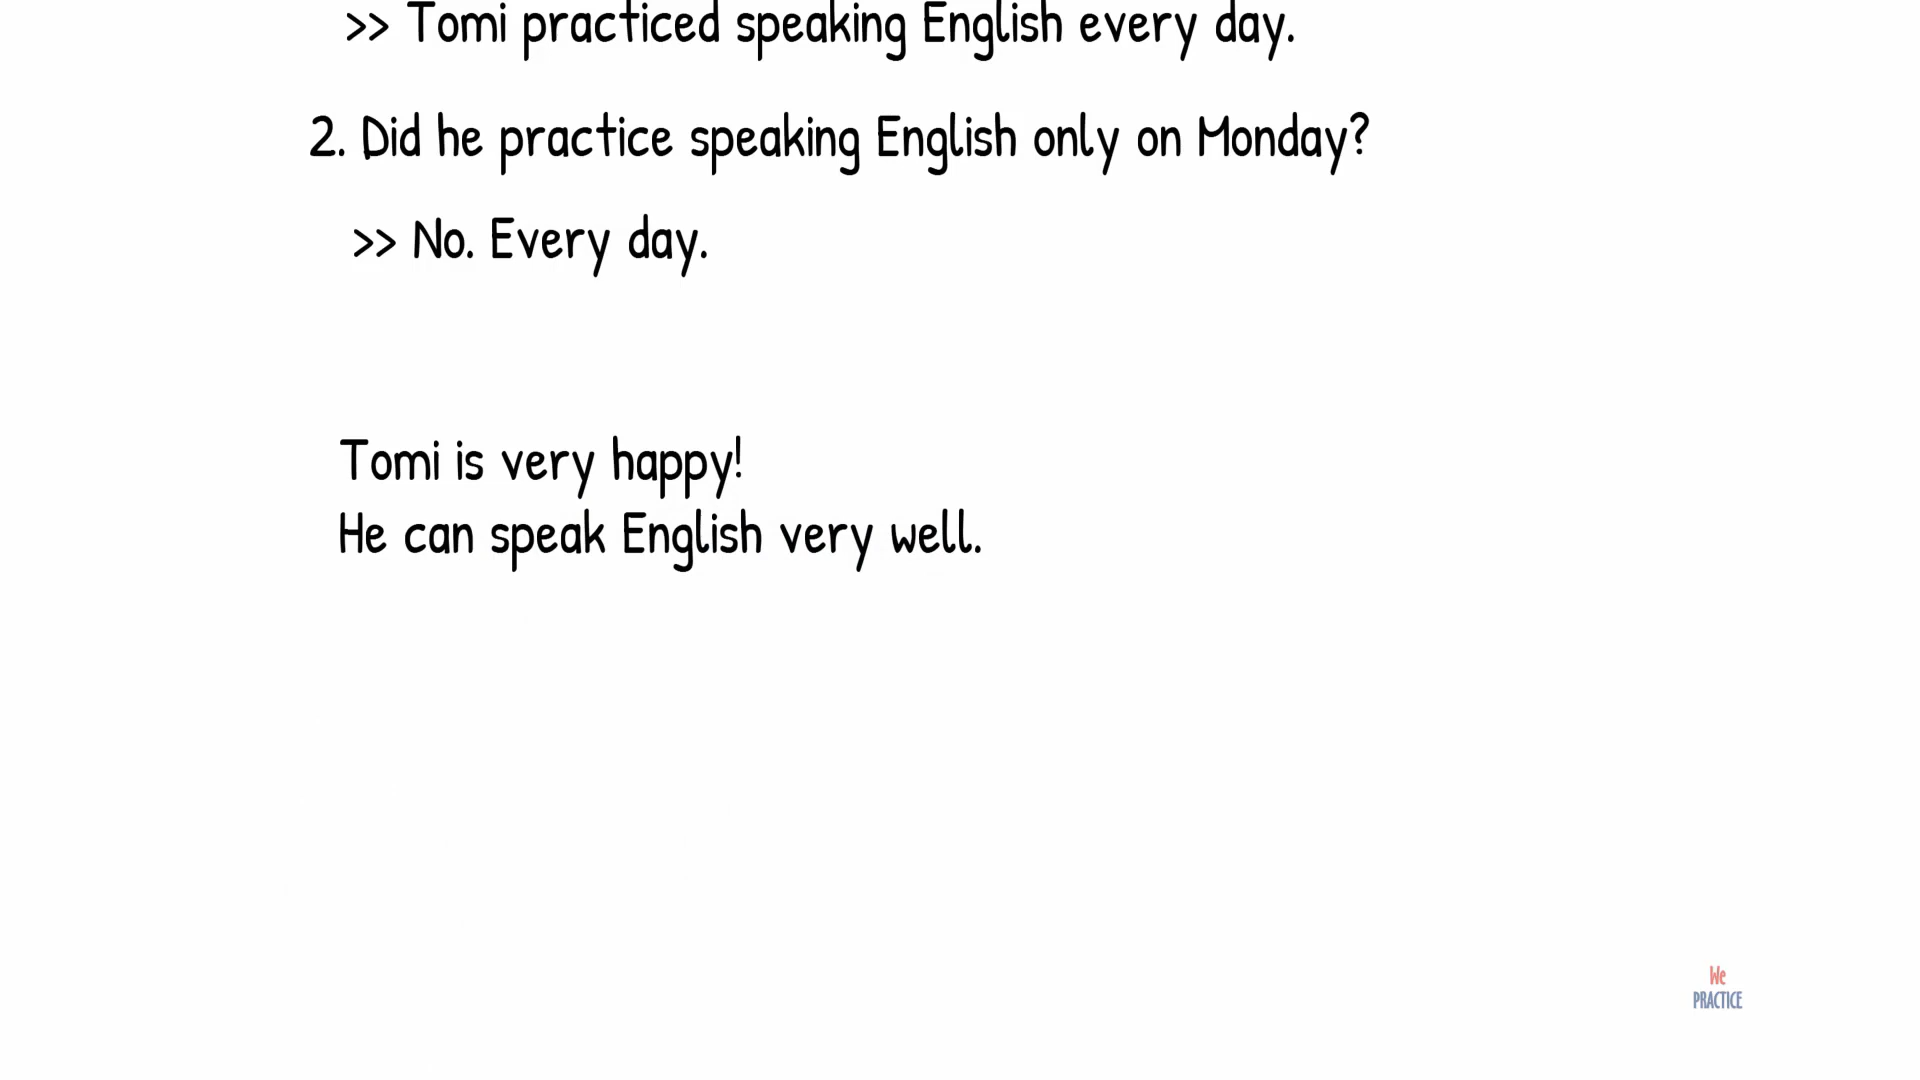 >> Tomi practiced speaking English every day.
2. Did he practice speaking English only on Monday?
>> No. Every day.
Tomi is very happy!
He can speak English very well.
We
PRACTICE